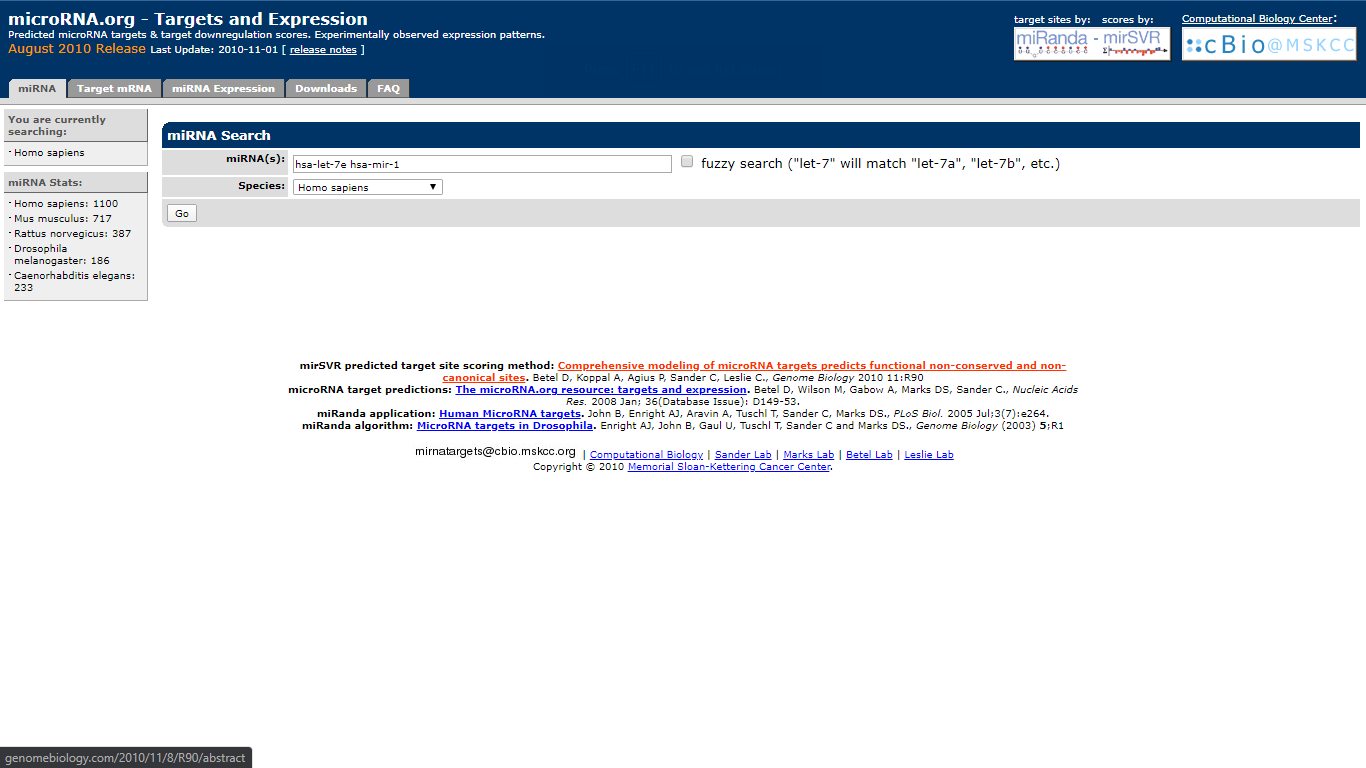 microRNA.org - Targets and Expression
Predicted microRNA targets & target downregulation scores. Experimentally observed expression patterns.
August 2010 Release Last Update: 2010-11-01 [ release notes ]
target sites by: scores by:
miRanda - mirSVR
Computational Biology Center:
cBio@MSKCC
miRNA
Target mRNA
miRNA Expression
Downloads
FAQ
You are currently
searching:
· Homo sapiens
miRNA Stats:
· Homo sapiens: 1100
· Mus musculus: 717
· Rattus norvegicus: 387
· Drosophila
melanogaster: 186
· Caenorhabditis elegans:
233
miRNA Search
miRNA(s): hsa-let-7e hsa-mir-1 fuzzy search ("let-7" will match "let-7a", "let-7b", etc.)
Species: Homo sapiens
Go
mirSVR predicted target site scoring method: Comprehensive modeling of microRNA targets predicts functional non-conserved and non-
canonical sites. Betel D, Koppal A, Agius P, Sander C, Leslie C., Genome Biology 2010 11:R90
microRNA target predictions: The microRNA.org resource: targets and expression. Betel D, Wilson M, Gabow A, Marks DS, Sander C., Nucleic Acids
Res. 2008 Jan; 36(Database Issue): D149-53.
miRanda application: Human MicroRNA targets. John B, Enright AJ, Aravin A, Tuschl T, Sander C, Marks DS., PLoS Biol. 2005 Jul;3(7):e264.
miRanda algorithm: MicroRNA targets in Drosophila. Enright AJ, John B, Gaul U, Tuschl T, Sander C and Marks DS., Genome Biology (2003) 5;R1
mirnatargets@cbio.mskcc.org | Computational Biology | Sander Lab | Marks Lab | Betel Lab | Leslie Lab
Copyright © 2010 Memorial Sloan-Kettering Cancer Center.
genomebiology.com/2010/11/8/R90/abstract